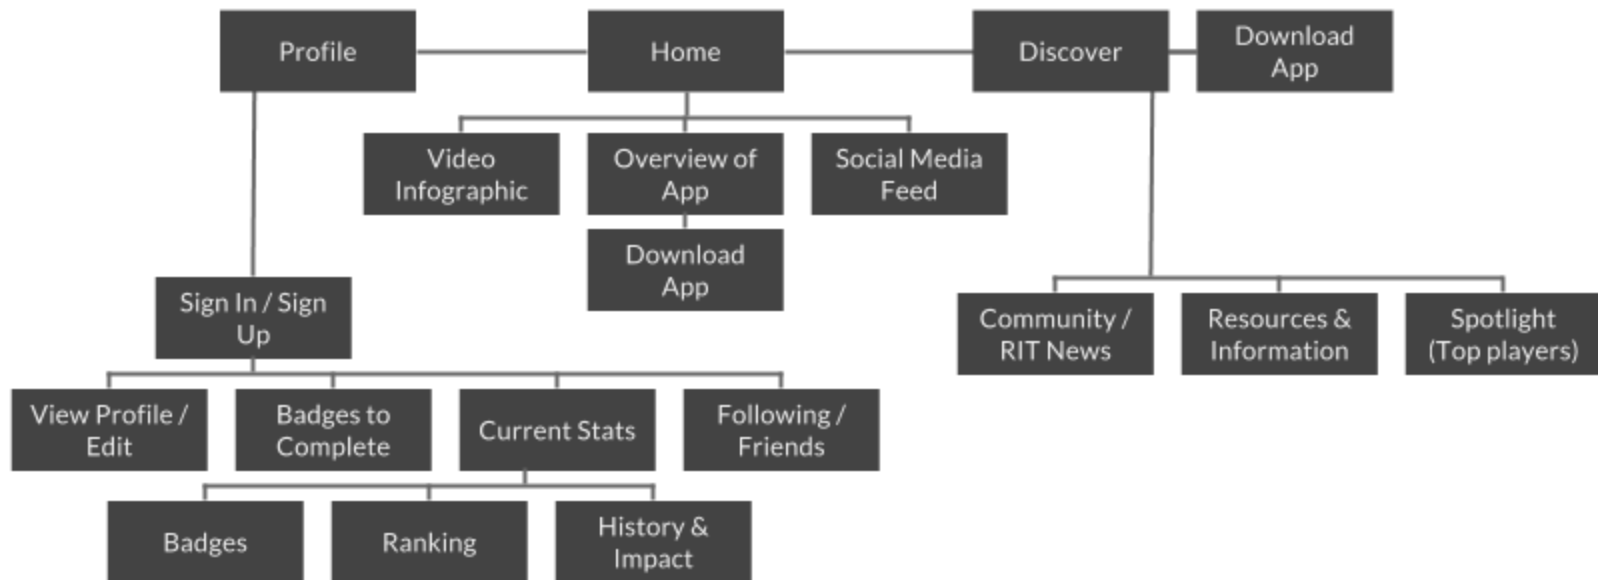 Profile
Home
Discover
Download
App
Video
Infographic
Overview of
App
Social Media
Feed
Download
App
Sign In / Sign
Up
Community /
RIT News
Resources &
Information
Spotlight
(Top players)
View Profile /
Edit
Badges to
Complete
Current Stats
Following /
Friends
Badges
Ranking
History &
Impact